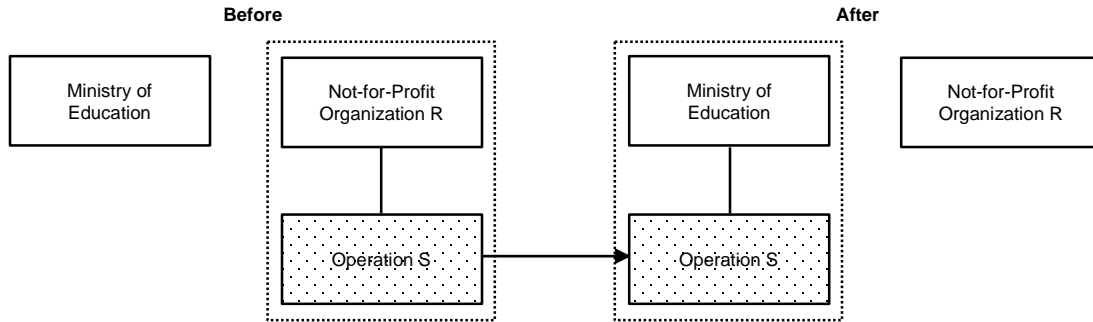 Before
After
Ministry of
Education
Not-for-Profit
Organization R
Ministry of
Education
Not-for-Profit
Organization R
Operation S
Operation S